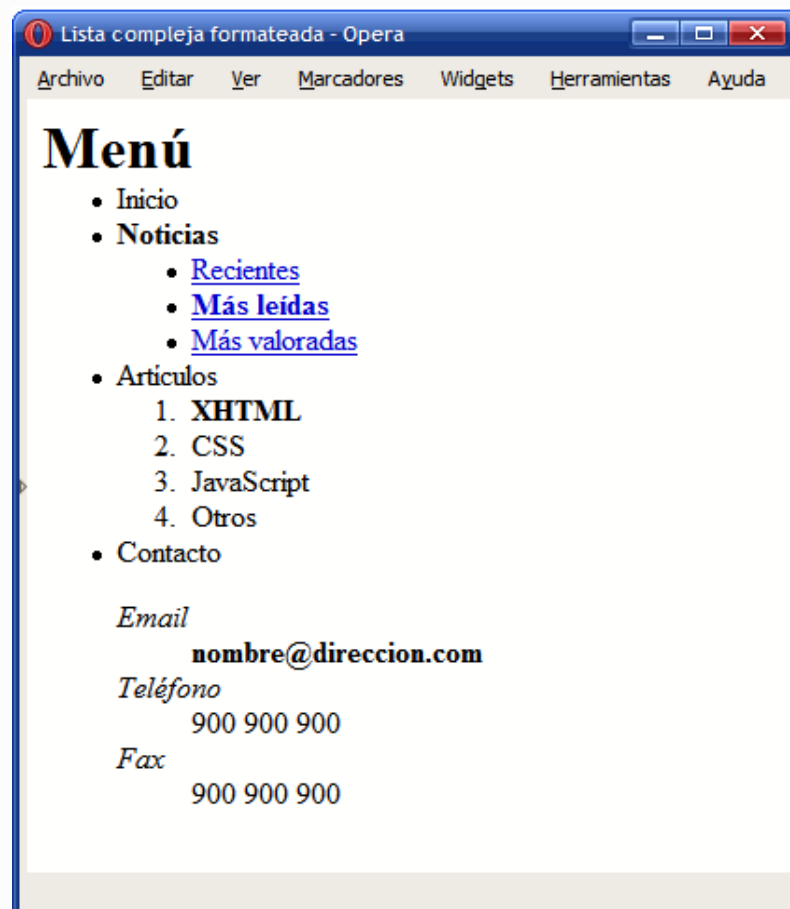 Lista compleja formateada - Opera
Archivo Editar Ver Marcadores Widgets Herramientas Ayuda
Menú
• Inicio
• Noticias
• Recientes
• Más leídas
• Más valoradas
• Artículos
1. XHTML
2. CSS
3. JavaScript
4. Otros
• Contacto
Email
nombre@direccion.com
Teléfono
900 900 900
Fax
900 900 900